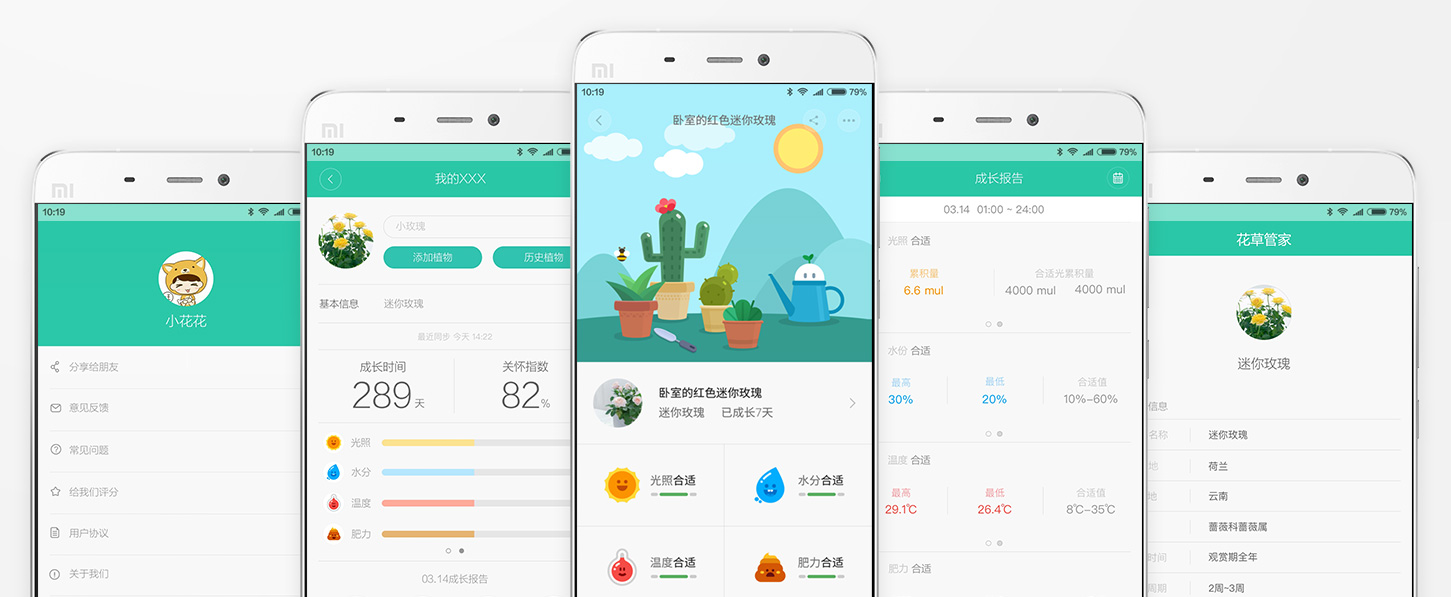 mi
10:19
小花花
分享给朋友
意见反馈
常见问题
给我们评分
用户协议
关于我们
mi
10:19
我的XXX
小玫瑰
添加植物
历史植物
基本信息 迷你玫瑰
最近同步 今天 14:22
成长时间 关怀指数
289天 82%
光照
水分
温度
肥力
03.14成长报告
mi
10:19 79%
卧室的红色迷你玫瑰
卧室的红色迷你玫瑰
迷你玫瑰 已成长7天
光照合适 水分合适
温度合适 肥力合适
79%
成长报告
03.14 01:00 ~ 24:00
光照 合适
累积量 合适光累积量
6.6 mul 4000 mul 4000 mul
水份 合适
最高 最低 合适值
30% 20% 10%-60%
温度 合适
最高 最低 合适值
29.1℃ 26.4℃ 8℃-35℃
肥力 合适
79%
花草管家
迷你玫瑰
信息
名称 迷你玫瑰
地 荷兰
地 云南
蔷薇科蔷薇属
时间 观赏期全年
周期 2周~3周